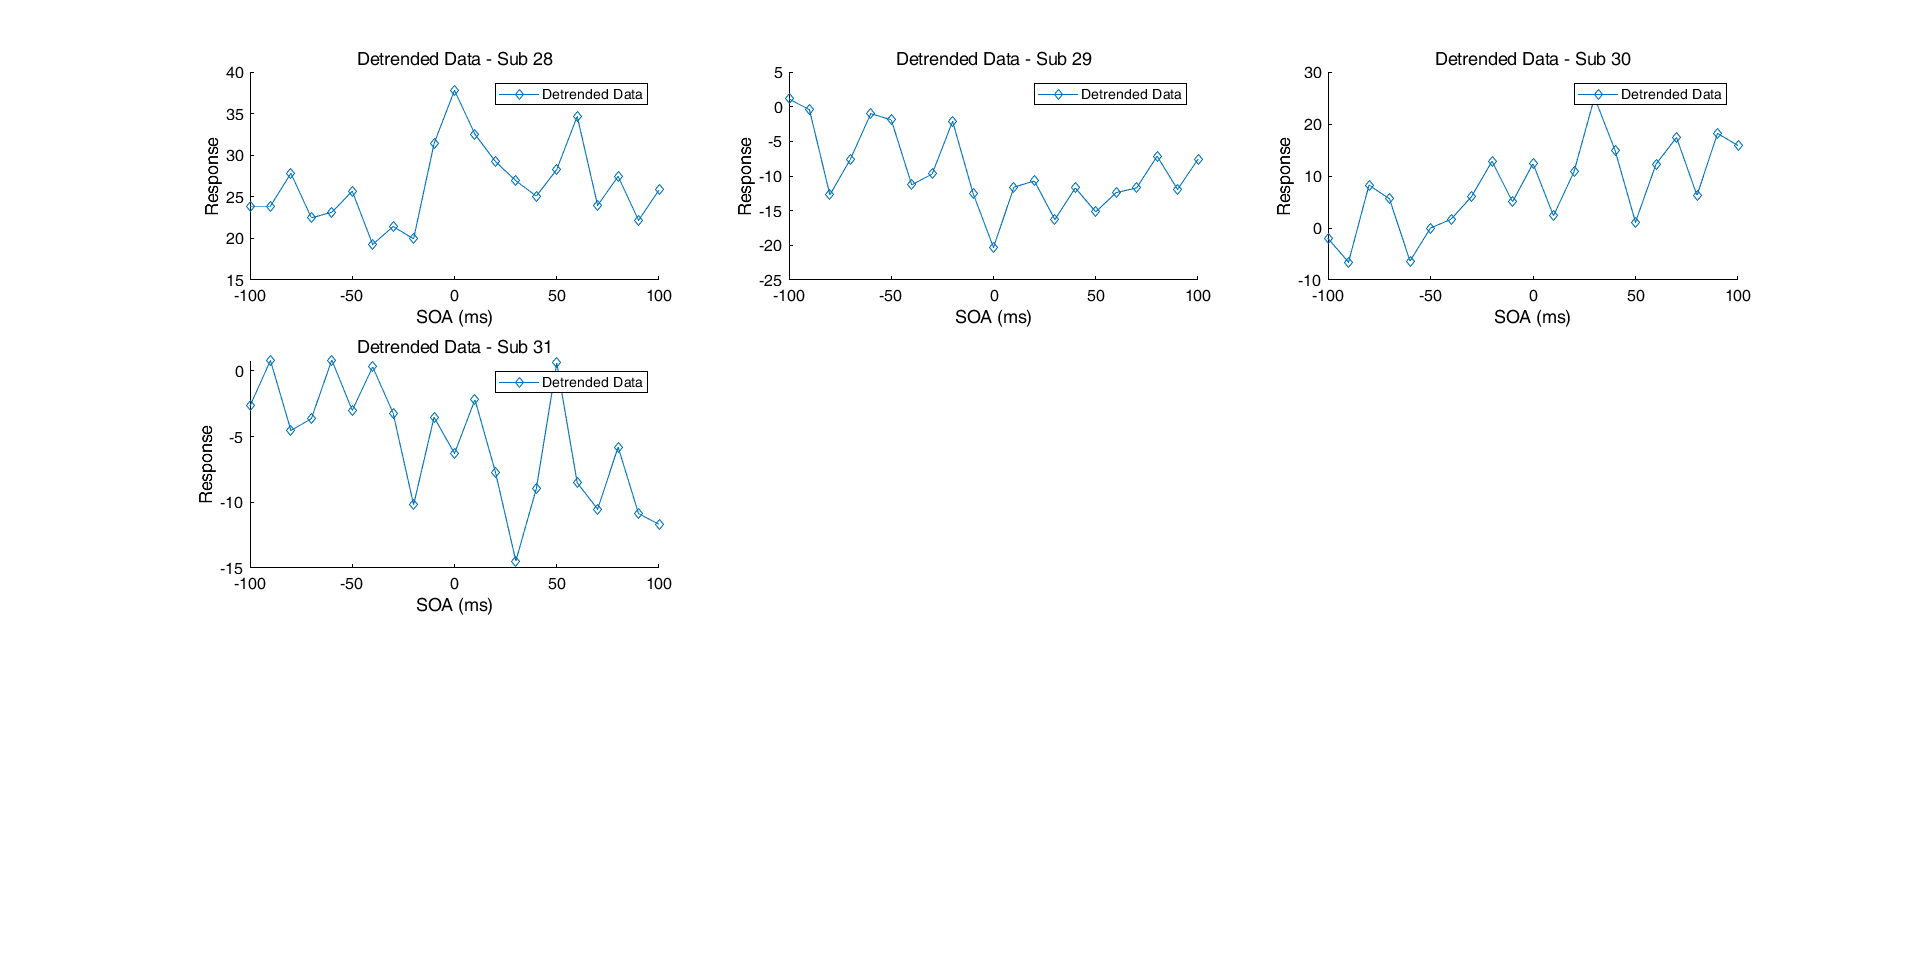 Detrended Data - Sub 28
Detrended Data
Response
40
35
30
25
20
15
-100
-50
0
50
100
SOA (ms)
Detrended Data - Sub 29
Detrended Data
Response
5
0
-5
-10
-15
-20
-25
-100
-50
0
50
100
SOA (ms)
Detrended Data - Sub 30
Detrended Data
Response
30
20
10
0
-10
-100
-50
0
50
100
SOA (ms)
Detrended Data - Sub 31
Detrended Data
Response
0
-5
-10
-15
-100
-50
0
50
100
SOA (ms)